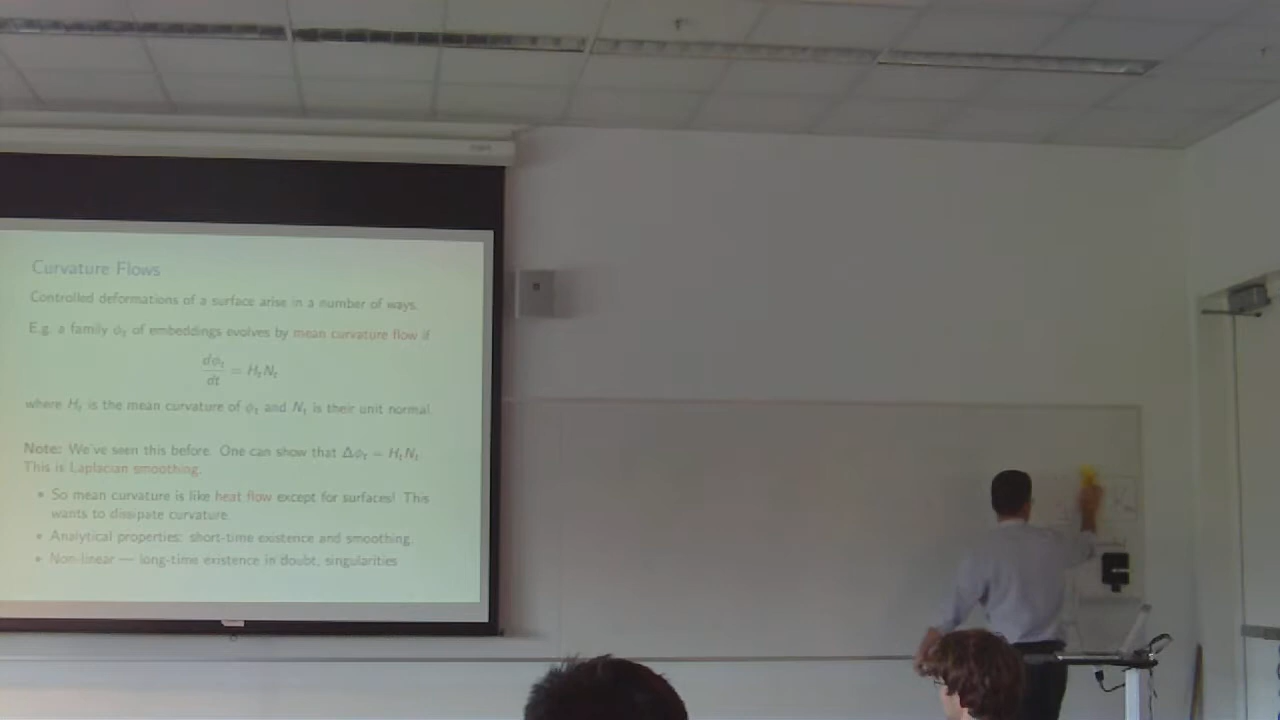 Curvature Flows
Controlled deformations of a surface arise in a number of ways.
E.g. a family ϕₜ of embeddings evolves by mean curvature flow if
dϕₜ/dt = HₜNₜ
where Hₜ is the mean curvature of ϕₜ and Nₜ is their unit normal.
Note: We've seen this before. One can show that Δϕₜ = HₜNₜ.
This is Laplacian smoothing.
• So mean curvature is like heat flow except for surfaces! This
wants to dissipate curvature.
• Analytical properties: short-time existence and smoothing
• Non-linear — long-time existence in doubt, singularities